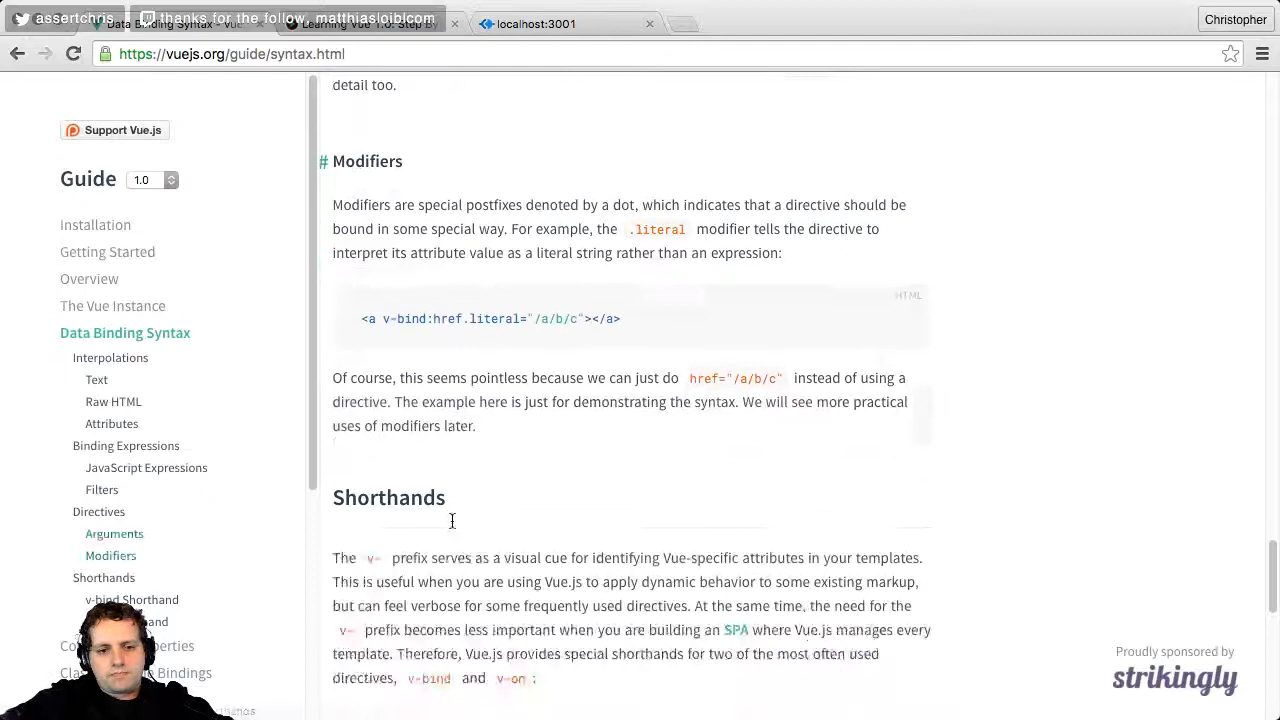 assertchris
thanks for the follow, matthiasloiblcom
Data Binding Syntax - Vue.
Learning Vue 1.0: Step By
localhost:3001
Christopher
https://vuejs.org/guide/syntax.html
detail too.
Support Vue.js
Guide 1.0
Installation
Getting Started
Overview
The Vue Instance
Data Binding Syntax
Interpolations
Text
Raw HTML
Attributes
Binding Expressions
JavaScript Expressions
Filters
Directives
Arguments
Modifiers
Shorthands
v-bind Shorthand
# Modifiers
Modifiers are special postfixes denoted by a dot, which indicates that a directive should be
bound in some special way. For example, the .literal modifier tells the directive to
interpret its attribute value as a literal string rather than an expression:
HTML
<a v-bind:href.literal="/a/b/c"></a>
Of course, this seems pointless because we can just do href="/a/b/c" instead of using a
directive. The example here is just for demonstrating the syntax. We will see more practical
uses of modifiers later.
Shorthands
The v- prefix serves as a visual cue for identifying Vue-specific attributes in your templates.
This is useful when you are using Vue.js to apply dynamic behavior to some existing markup,
but can feel verbose for some frequently used directives. At the same time, the need for the
v- prefix becomes less important when you are building an SPA where Vue.js manages every
template. Therefore, Vue.js provides special shorthands for two of the most often used
directives, v-bind and v-on :
Proudly sponsored by
strikingly